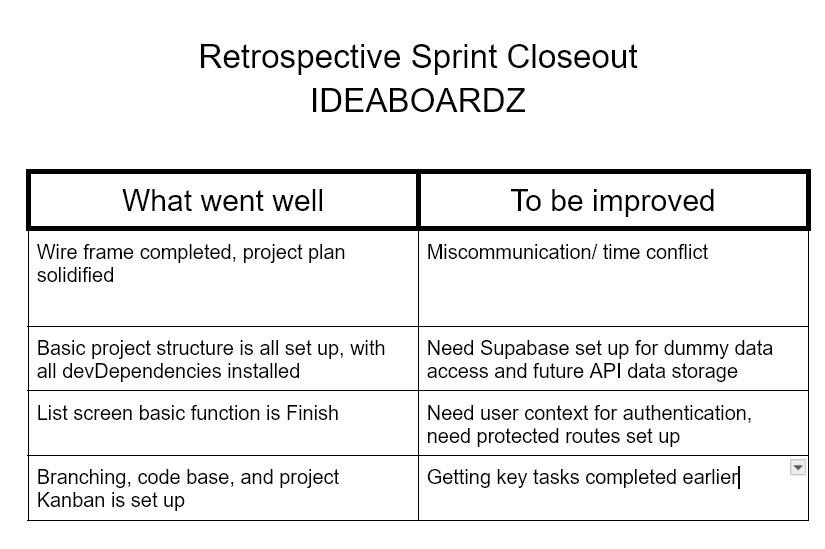 Retrospective Sprint Closeout
IDEABOARDZ
What went well
To be improved
Wire frame completed, project plan
solidified
Miscommunication/ time conflict
Basic project structure is all set up, with
all devDependencies installed
Need Supabase set up for dummy data
access and future API data storage
List screen basic function is Finish
Need user context for authentication,
need protected routes set up
Branching, code base, and project
Kanban is set up
Getting key tasks completed earlier